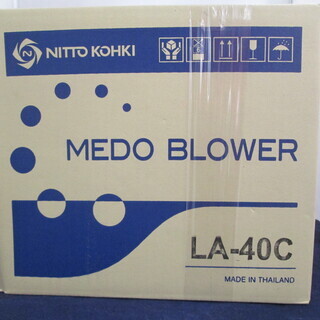 NITTO KOHKI
MEDO BLOWER
LA-40C
MADE IN THAILAND